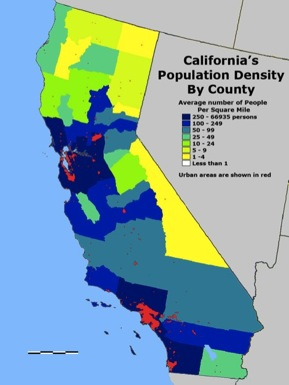 California's
Population Density
By County
Average number of People
Per Square Mile
250 - 66935 persons
100 - 249
50 - 99
25 - 49
10 - 24
5 - 9
1 -4
Less than 1
Urban areas are shown in red